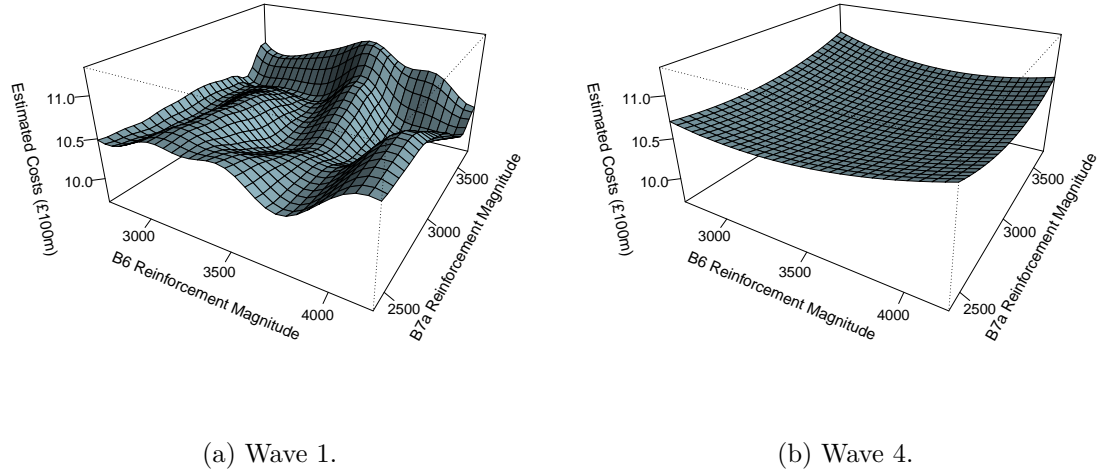 Estimated Costs (£100m)
11.0
10.5
10.0
3000
3500
4000
B6 Reinforcement Magnitude
2500
3000
3500
B7a Reinforcement Magnitude
(a) Wave 1.
Estimated Costs (£100m)
11.0
10.5
10.0
3000
3500
4000
B6 Reinforcement Magnitude
2500
3000
3500
B7a Reinforcement Magnitude
(b) Wave 4.